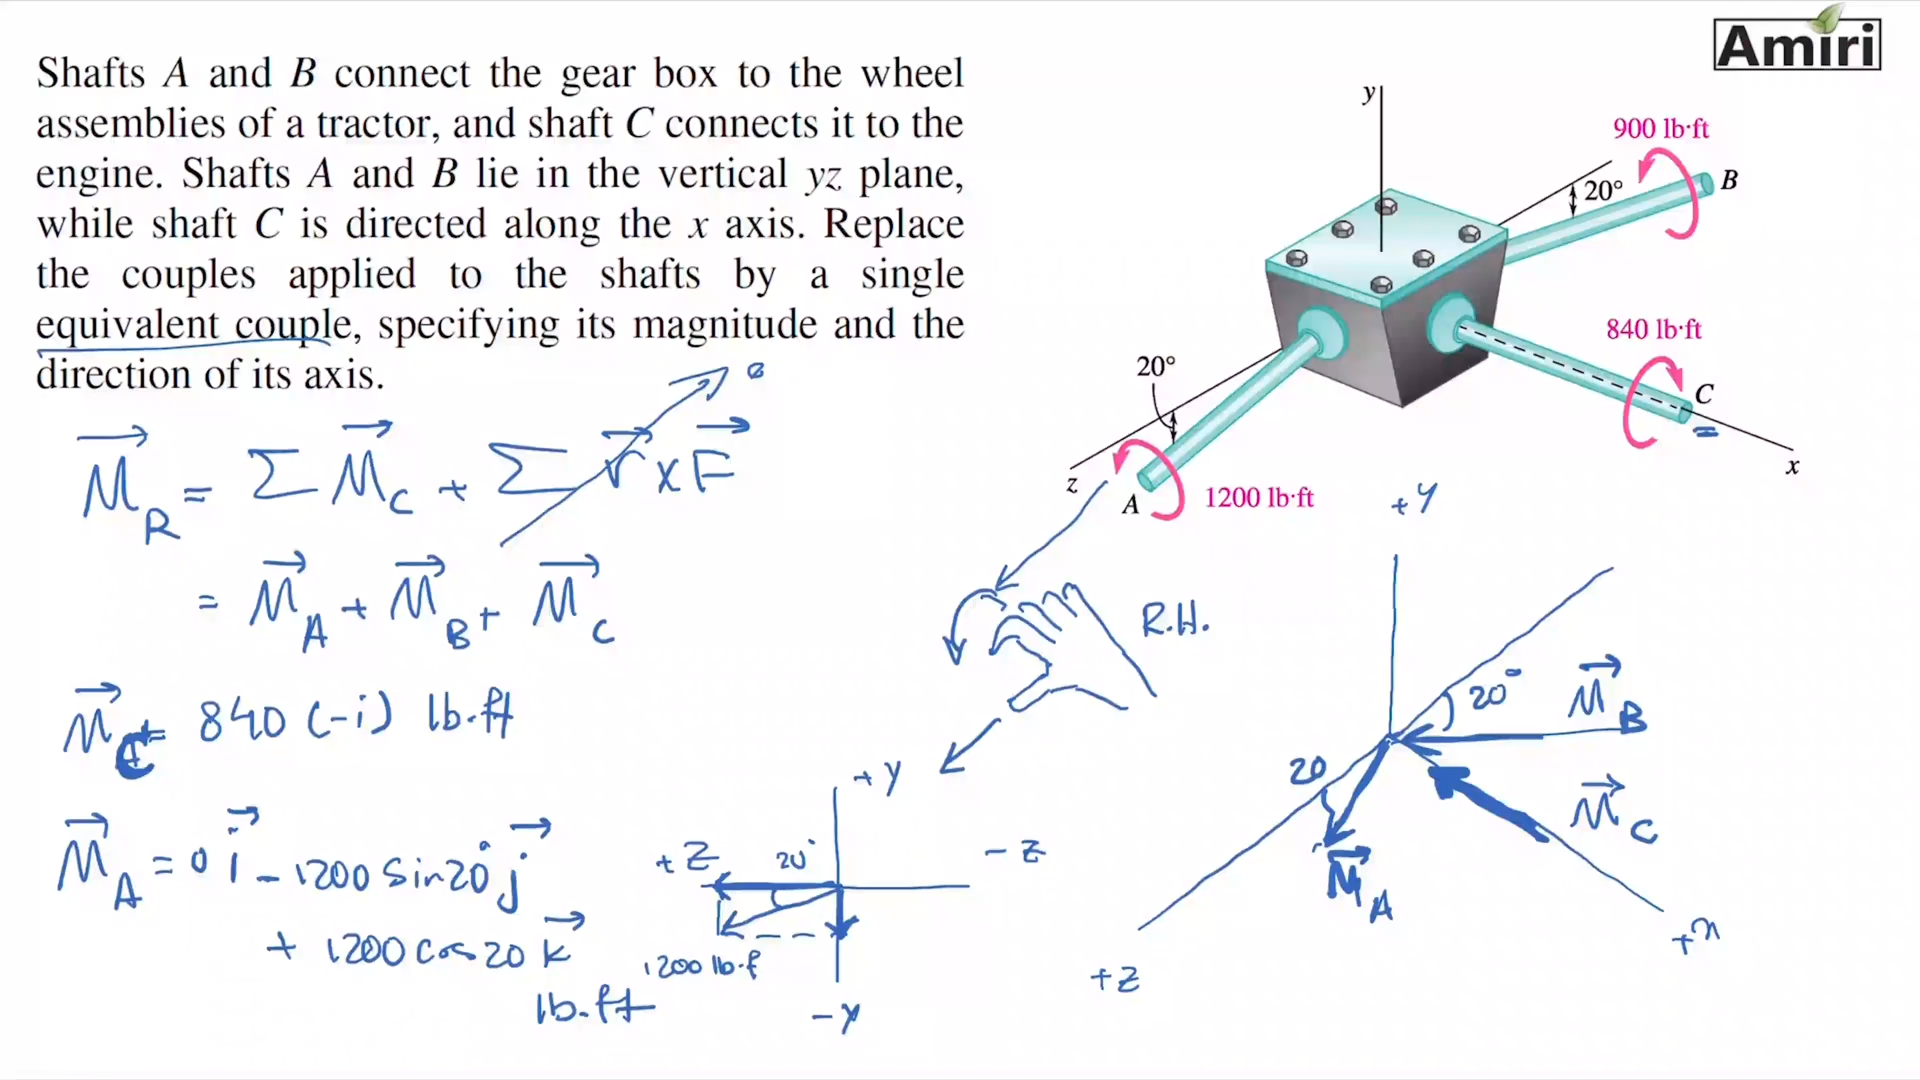 Amiri
Shafts A and B connect the gear box to the wheel
assemblies of a tractor, and shaft C connects it to the
engine. Shafts A and B lie in the vertical yz plane,
while shaft C is directed along the x axis. Replace
the couples applied to the shafts by a single
equivalent couple, specifying its magnitude and the
direction of its axis.
y
900 lb·ft
20°
B
840 lb·ft
C
x
20°
z
A
1200 lb·ft
M_R = Σ M_C + Σ r x F
= M_A + M_B + M_C
M_C = 840 (-i) lb.ft
M_A = 0 i - 1200 Sin20° j
+ 1200 cos 20 k
lb.ft
R.H.
+y
+z
20°
- z
1200 lb.f
-y
+y
20°
M_B
20
M_C
M_A
+x
+z